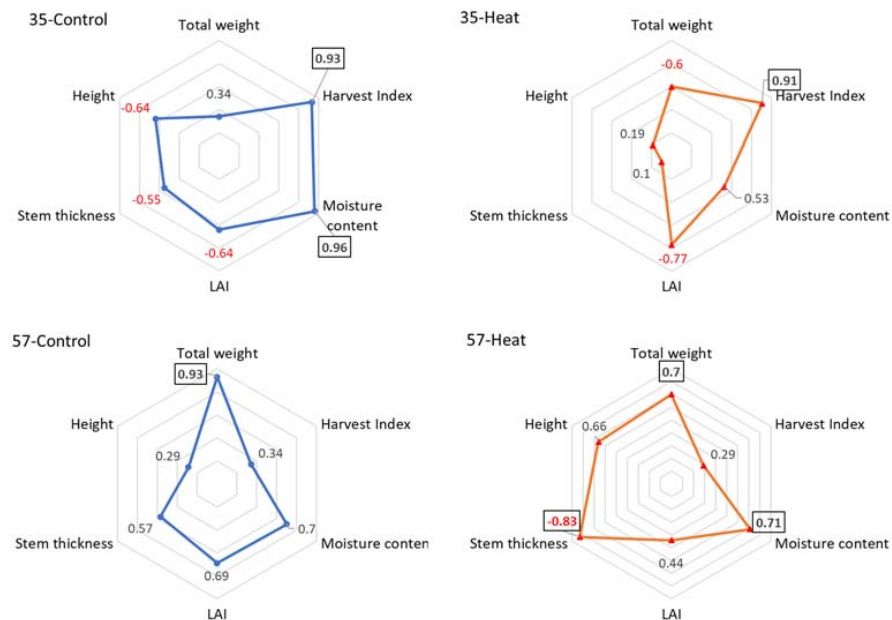 35-Control
Total weight
0.93
Harvest Index
0.34
Height
-0.64
-0.55
Stem thickness
Moisture
content
0.96
-0.64
LAI
35-Heat
Total weight
-0.6
0.91
Harvest Index
Height
0.19
0.1
0.53
Stem thickness
Moisture content
-0.77
LAI
57-Control
Total weight
0.93
Height
Harvest Index
0.29
0.34
0.57
0.7
Stem thickness
Moisture conten
0.69
LAI
57-Heat
Total weight
0.7
Height
Harvest Index
0.66
0.29
-0.83
0.71
Stem thickness
Moisture content
0.44
LAI